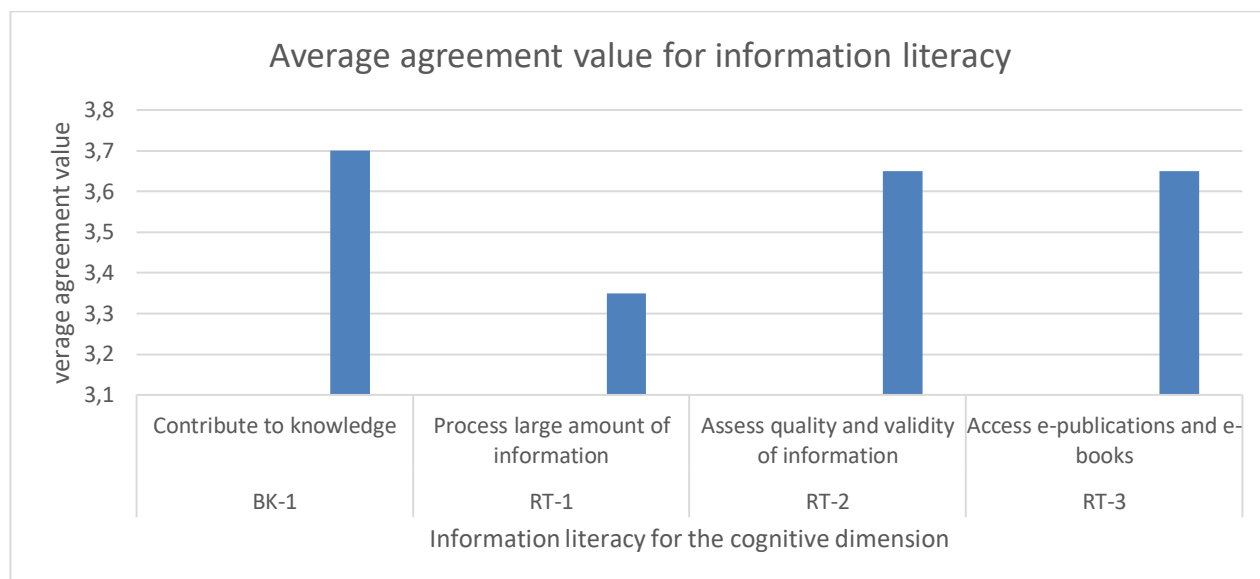 Average agreement value for information literacy
verage agreement value
3,8
3,7
3,6
3,5
3,4
3,3
3,2
3,1
Contribute to knowledge
Process large amount of
information
Assess quality and validity
of information
Access e-publications and e-
books
BK-1
RT-1
RT-2
RT-3
Information literacy for the cognitive dimension